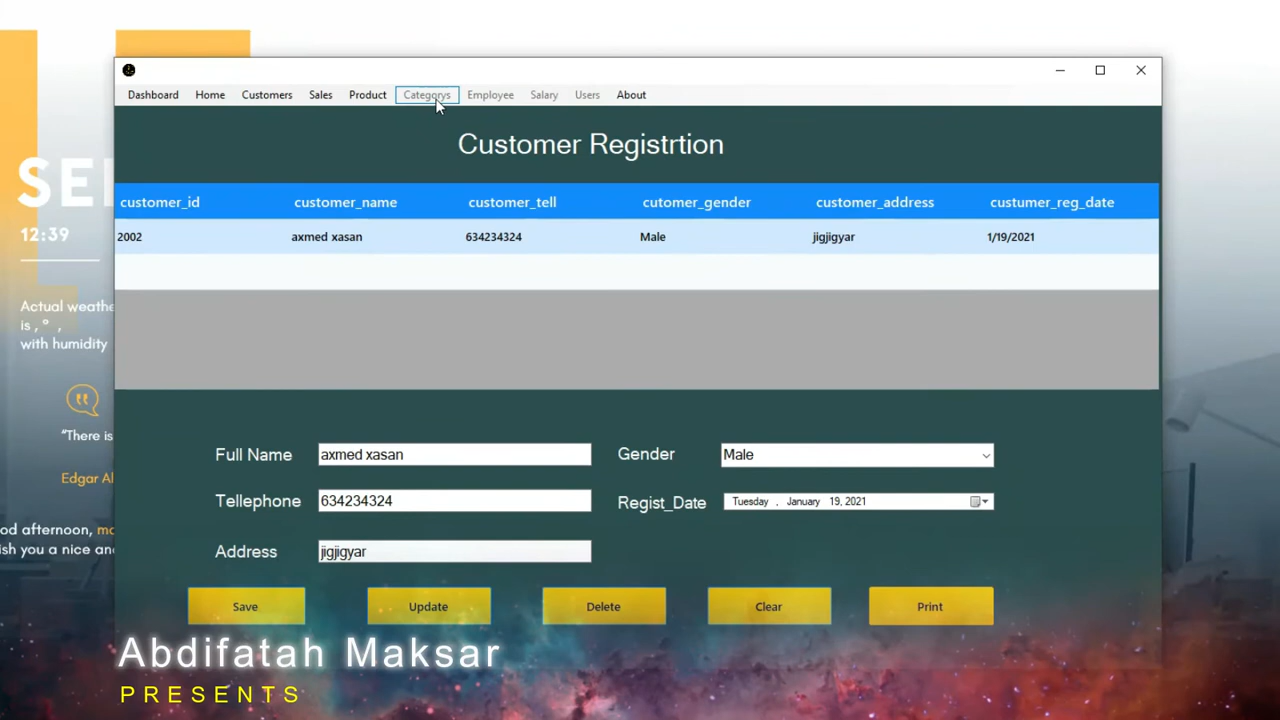 Dashboard Home Customers Sales Product Categorys Employee Salary Users About
Customer Registrtion
customer_id customer_name customer_tell cutomer_gender customer_address custumer_reg_date
2002 axmed xasan 634234324 Male jigjigyar 1/19/2021
SE
12:39
Actual weathe
is , ° ,
with humidity
"There is
Edgar Al
od afternoon, mo
ish you a nice and
Full Name axmed xasan Gender Male
Tellephone 634234324 Regist_Date Tuesday , January 19, 2021
Address jigjigyar
Save Update Delete Clear Print
Abdifatah Maksar
PRESENTS